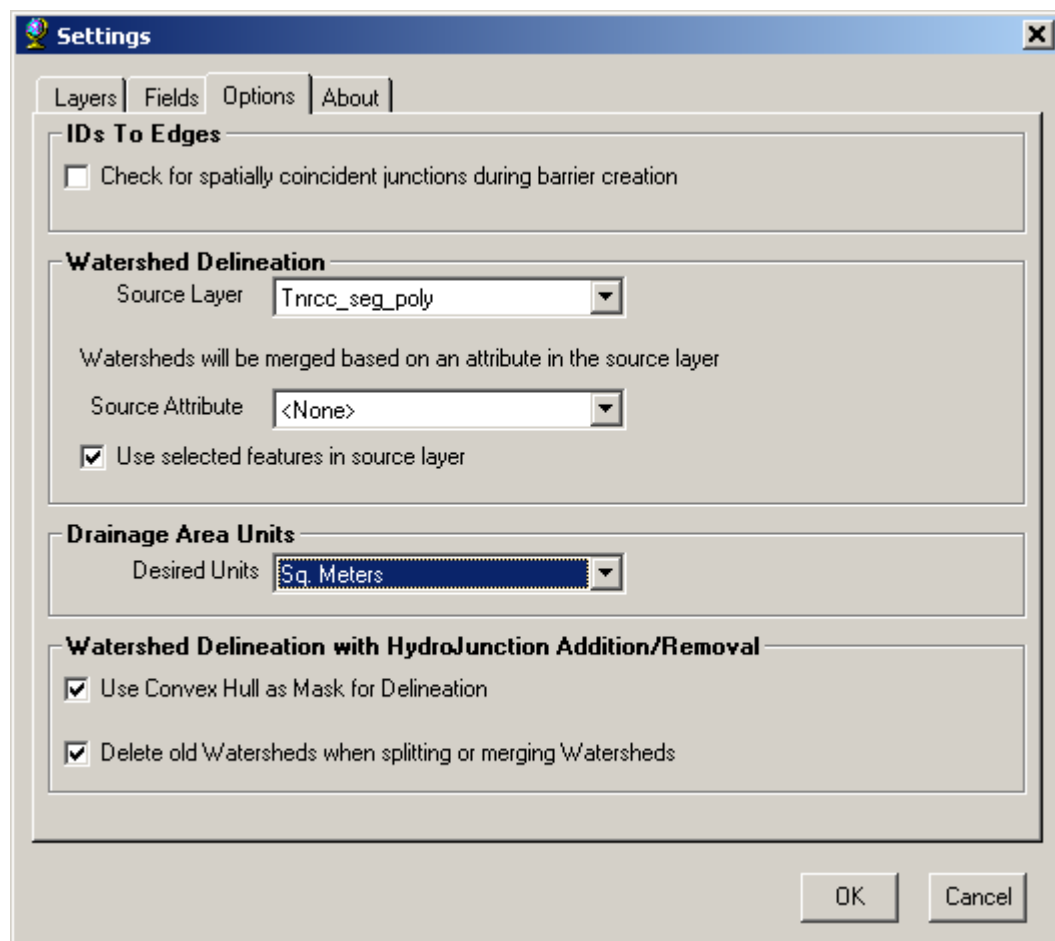 Settings
Layers Fields Options About
IDs To Edges
Check for spatially coincident junctions during barrier creation
Watershed Delineation
Source Layer Tnrcc_seg_poly
Watersheds will be merged based on an attribute in the source layer
Source Attribute <None>
Use selected features in source layer
Drainage Area Units
Desired Units Sq. Meters
Watershed Delineation with HydroJunction Addition/Removal
Use Convex Hull as Mask for Delineation
Delete old Watersheds when splitting or merging Watersheds
OK Cancel